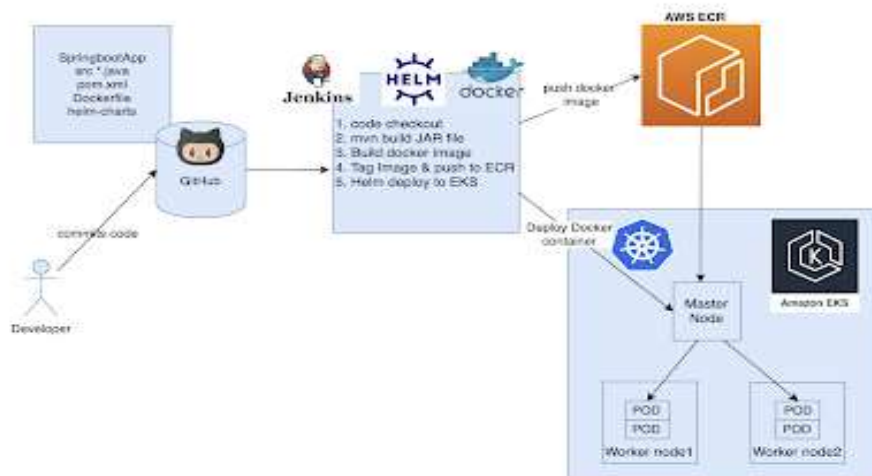 AWS ECR
SpringbootApp
src *.java
pom.xml
Dockerfile
helm-charts
GitHub
commits code
Developer
Jenkins
HELM
docker
1. code checkout
2. mvn build JAR file
3. Build docker image
4. Tag Image & push to ECR
5. Helm deploy to EKS
push docker
image
Deploy Docker
container
K
Amazon EKS
Master
Node
POD
POD
Worker node1
POD
POD
Worker node2